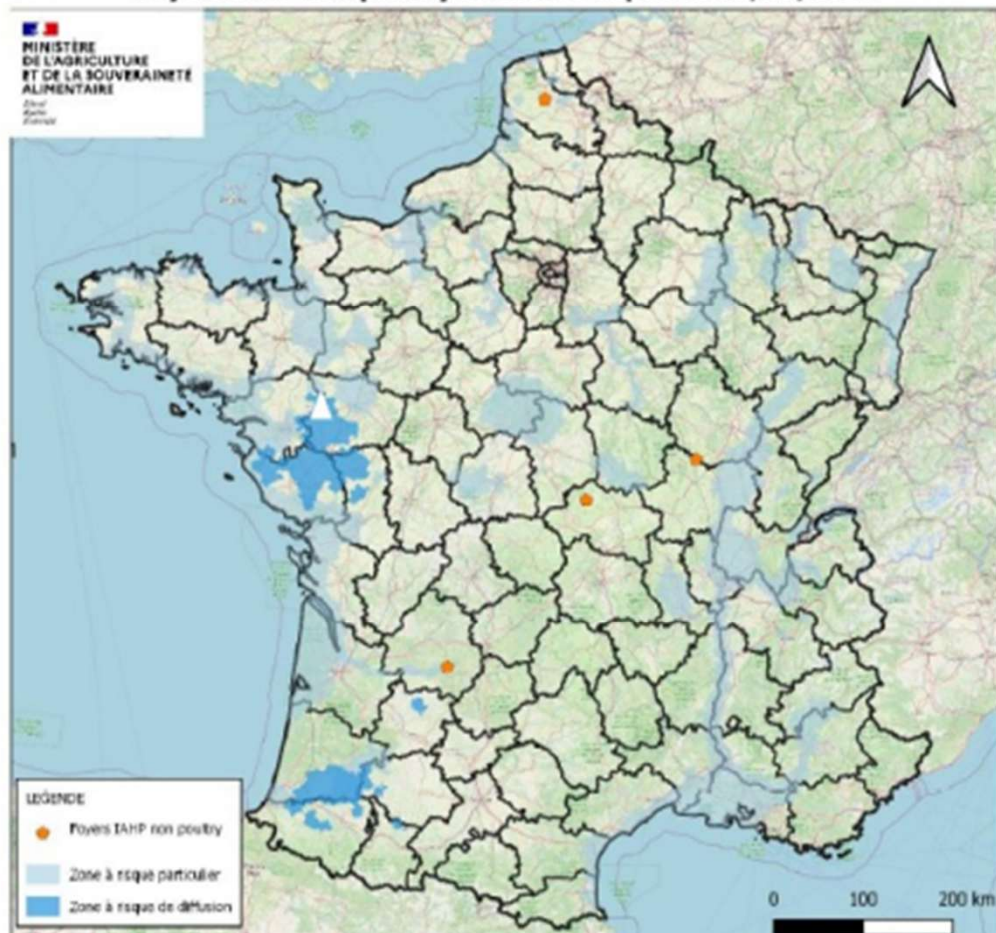 MINISTÈRE
DE L'AGRICULTURE
ET DE LA SOUVERAINETÉ
ALIMENTAIRE
LEGENDE
Foyers IAHP non poultry
Zone à risque particulier
Zone à risque de diffusion
0 100 200 km